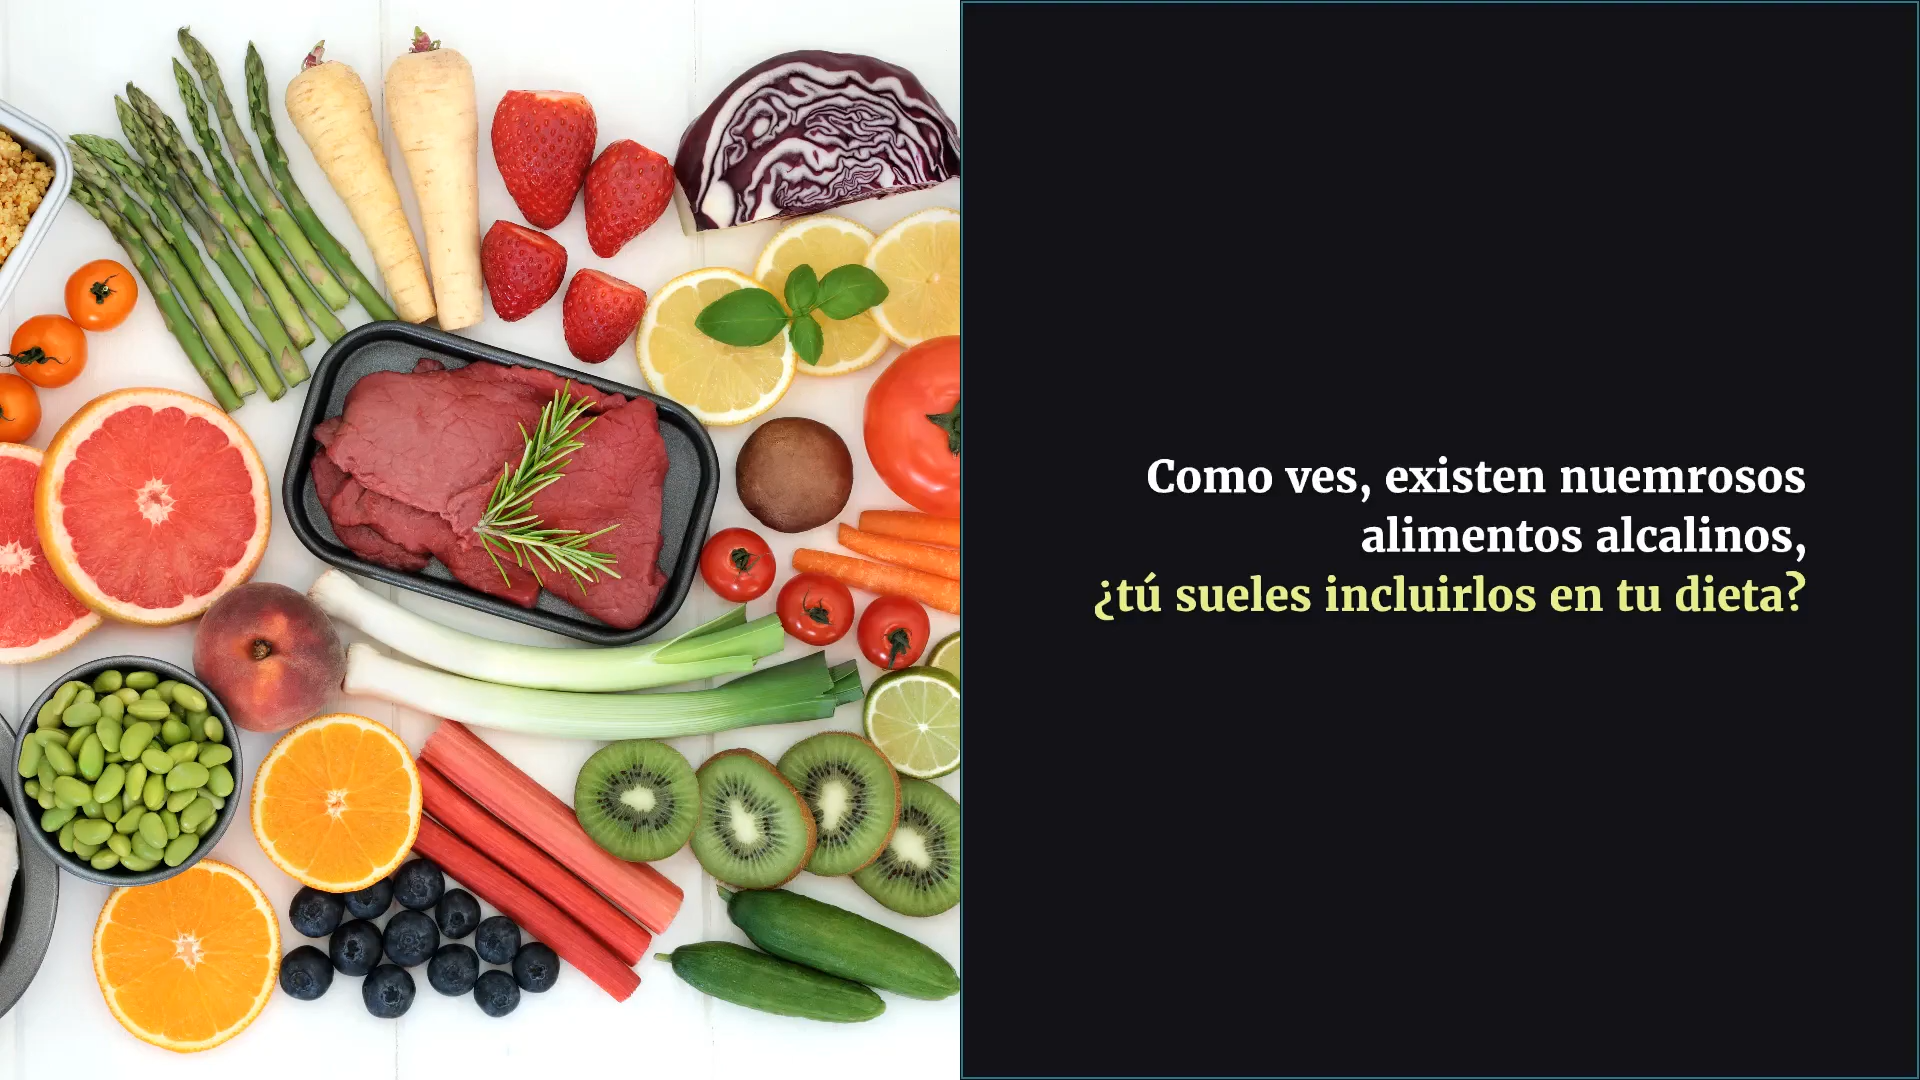 Como ves, existen nuemrosos
alimentos alcalinos,
¿tú sueles incluirlos en tu dieta?